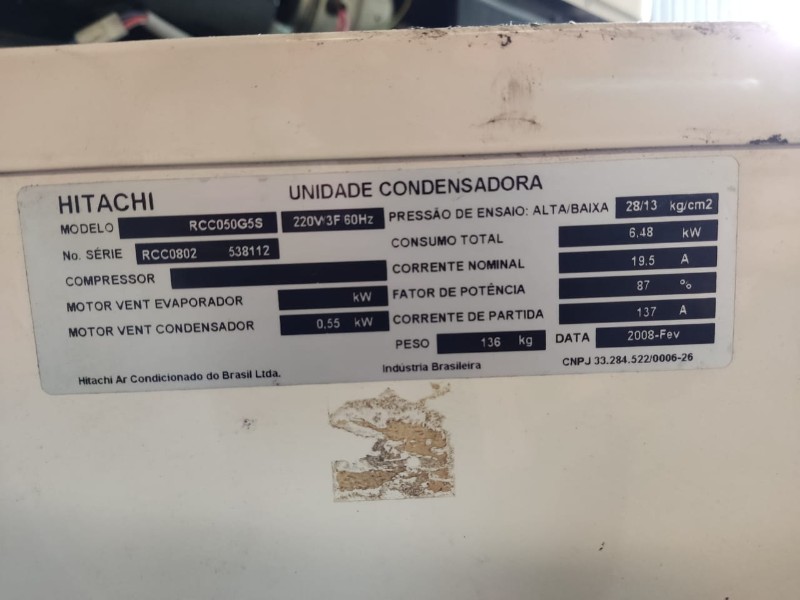 HITACHI
UNIDADE CONDENSADORA
MODELO RCC050G5S 220V/3F 60Hz
No. SÉRIE RCC0802 538112
COMPRESSOR
MOTOR VENT EVAPORADOR kW
MOTOR VENT CONDENSADOR 0,55 kW
PRESSÃO DE ENSAIO: ALTA/BAIXA 28/13 kg/cm2
CONSUMO TOTAL 6,48 kW
CORRENTE NOMINAL 19.5 A
FATOR DE POTÊNCIA 87 %
CORRENTE DE PARTIDA 137 A
PESO 136 kg DATA 2008-Fev
Hitachi Ar Condicionado do Brasil Ltda. Indústria Brasileira CNPJ 33.284.522/0006-26